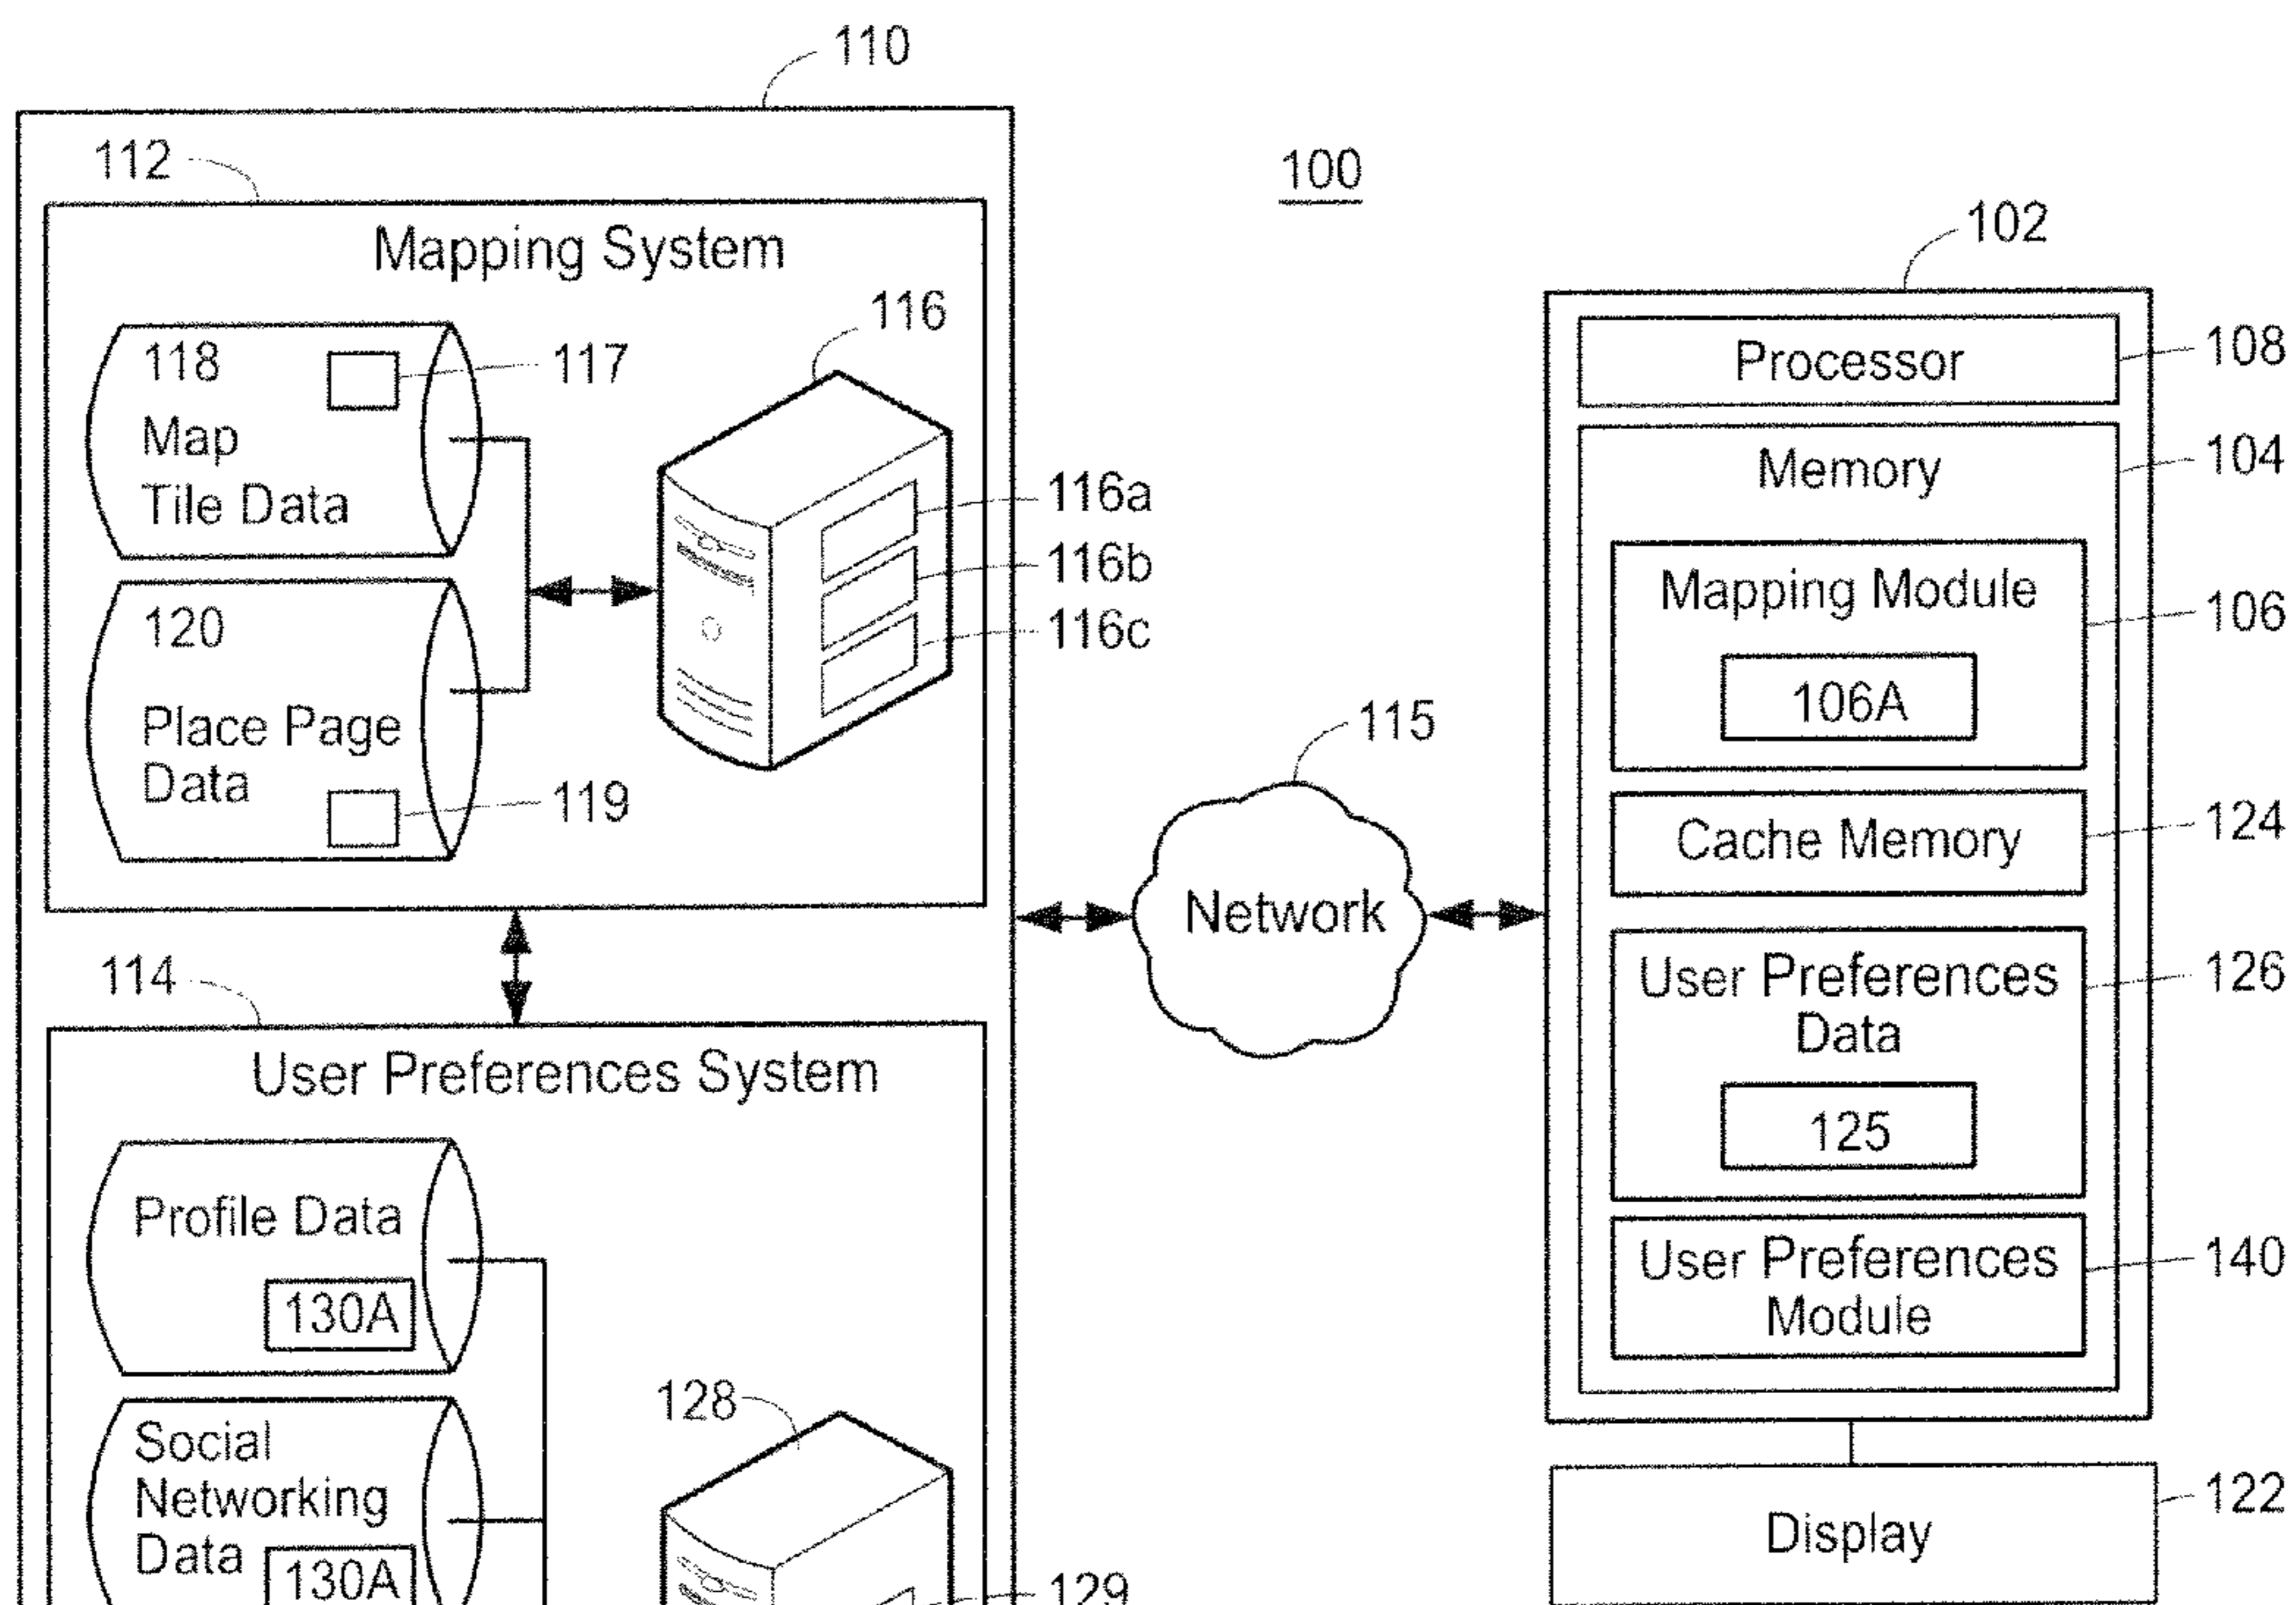 110
112
100
Mapping System
116
118
117
Map
Tile Data
116a
116b
116c
120
Place Page
Data
119
115
Network
114
User Preferences System
Profile Data
130A
128
Social
Networking
Data
130A
129
102
Processor
108
Memory
104
Mapping Module
106
106A
Cache Memory
124
User Preferences
Data
126
125
User Preferences
Module
140
Display
122